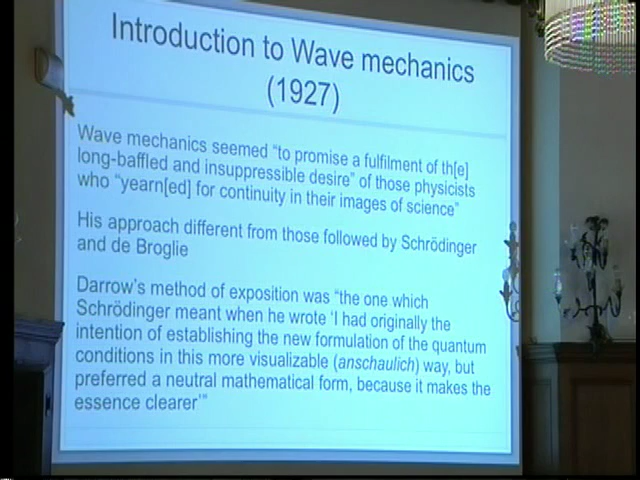 Introduction to Wave mechanics
(1927)
Wave mechanics seemed “to promise a fulfilment of th[e]
long-baffled and insuppressible desire” of those physicists
who “yearn[ed] for continuity in their images of science”
His approach different from those followed by Schrödinger
and de Broglie
Darrow’s method of exposition was “the one which
Schrödinger meant when he wrote ‘I had originally the
intention of establishing the new formulation of the quantum
conditions in this more visualizable (anschaulich) way, but
preferred a neutral mathematical form, because it makes the
essence clearer’”